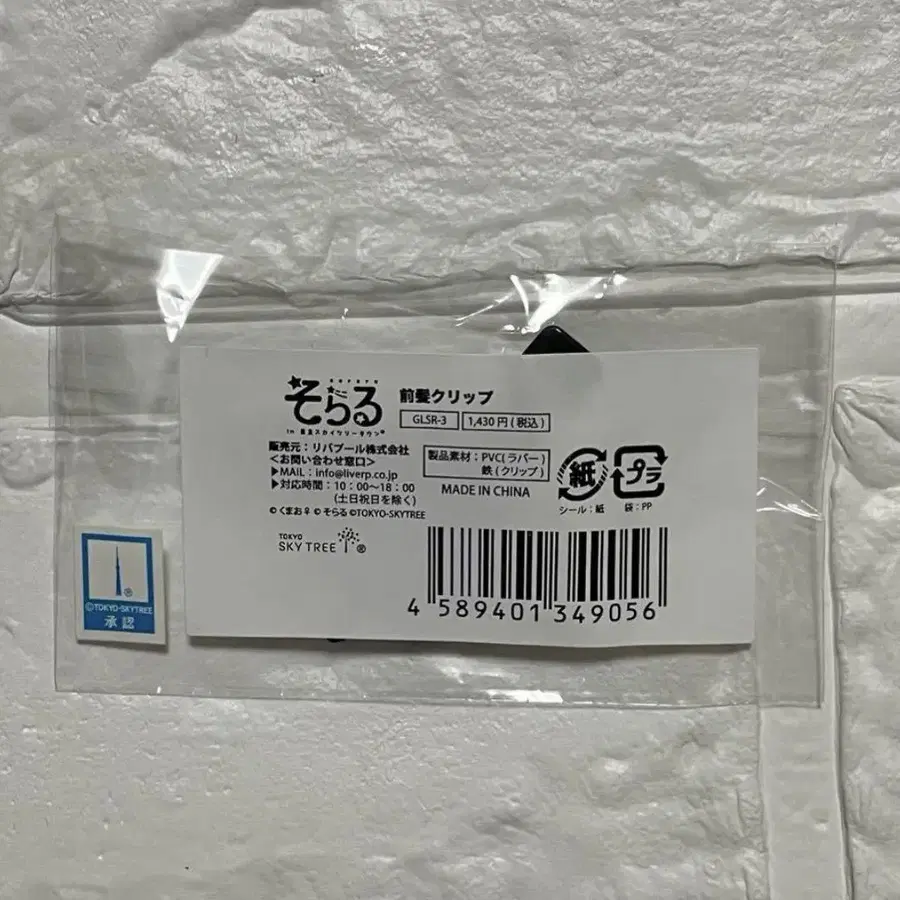 SORARU
そらる
in 東京スカイツリータウン®
前髪クリップ
GLSR-3
1,430円(税込)
販売元:リバプール株式会社
<お問い合わせ窓口>
▶MAIL:info@liverp.co.jp
▶対応時間:10:00〜18:00
(土日祝日を除く)
©くまお♀ ©そらる ©TOKYO-SKYTREE
製品素材:PVC(ラバー)
鉄(クリップ)
MADE IN CHINA
紙
シール:紙
プラ
袋:PP
TOKYO
SKYTREE®
4 589401 349056
®
©TOKYO-SKYTREE
承認